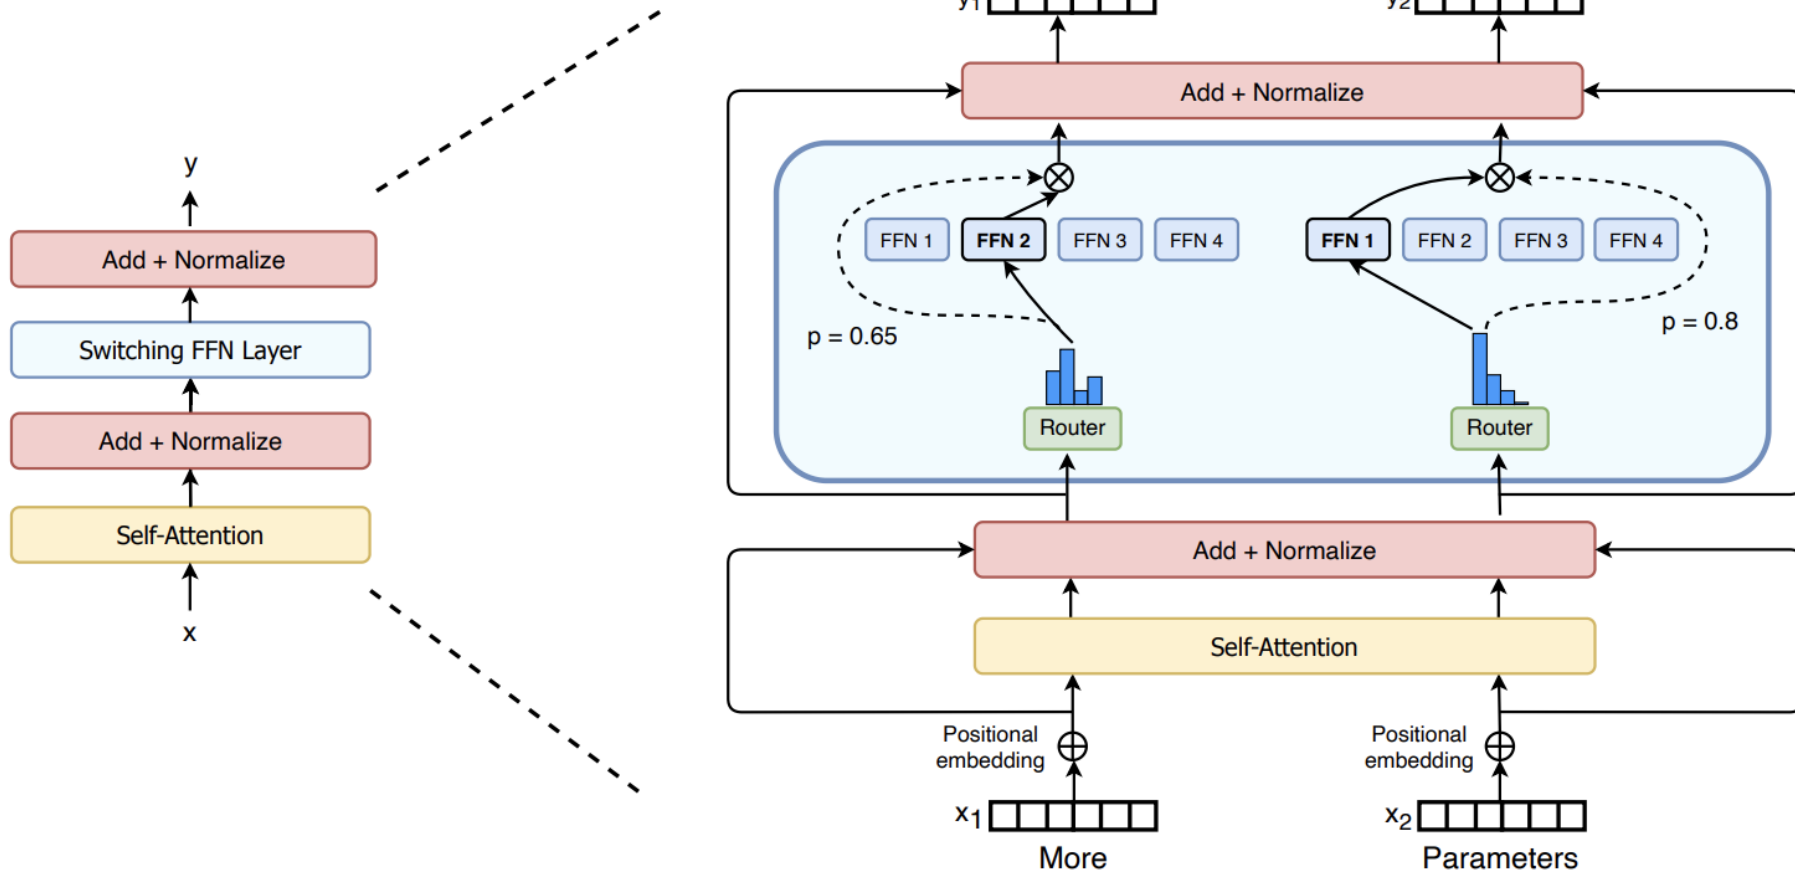 y
Add + Normalize
Switching FFN Layer
Add + Normalize
Self-Attention
x
y1
y2
Add + Normalize
FFN 1 FFN 2 FFN 3 FFN 4
FFN 1 FFN 2 FFN 3 FFN 4
p = 0.65
p = 0.8
Router
Router
Add + Normalize
Self-Attention
Positional
embedding
Positional
embedding
x1
x2
More
Parameters